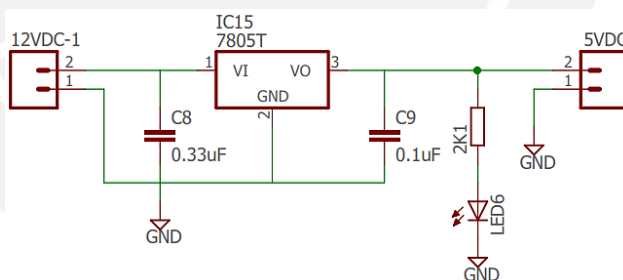 IC15
7805T
12VDC-1
5VDC
2
1
1
VI
VO
3
GND
2
C8
0.33uF
C9
0.1uF
2K1
LED6
2
1
GND
GND
GND